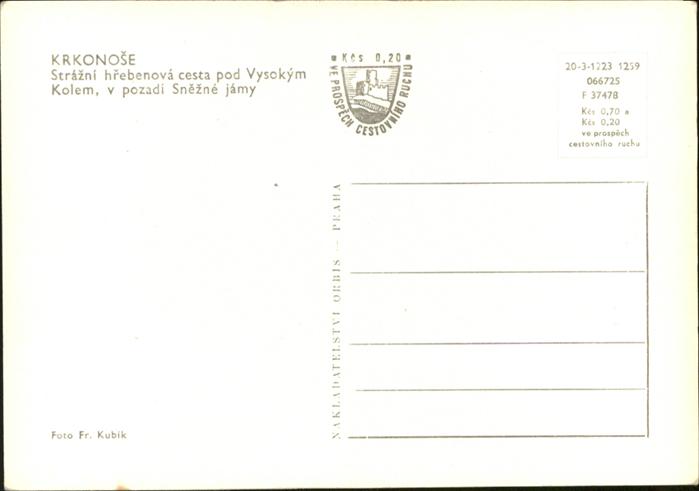 KRKONOŠE
Strážní hřebenová cesta pod Vysokým
Kolem, v pozadí Sněžné jámy
Kčs 0,20
VE PROSPĚCH CESTOVNÍHO RUCHU
20-3-1223 1259
066725
F 37478
Kčs 0,70 a
Kčs 0,20
ve prospěch
cestovního ruchu
NAKLADATELSTVÍ ORBIS — PRAHA
Foto Fr. Kubík